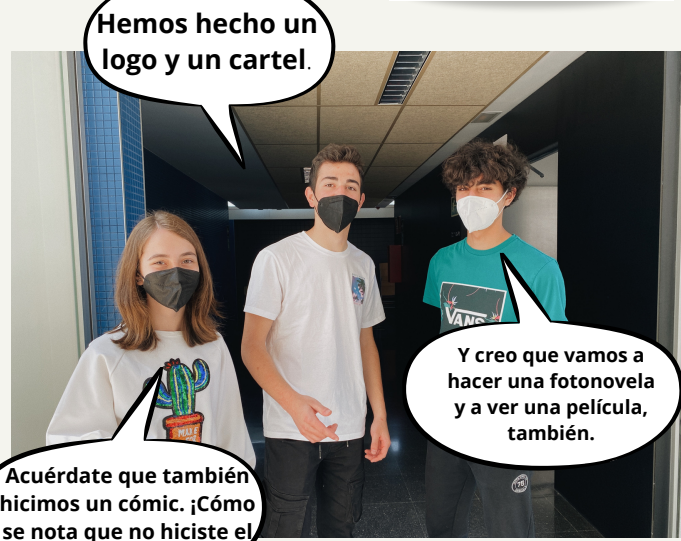 Hemos hecho un
logo y un cartel.
VANS
Y creo que vamos a
hacer una fotonovela
y a ver una película,
también.
Acuérdate que también
hicimos un cómic. ¡Cómo
se nota que no hiciste el